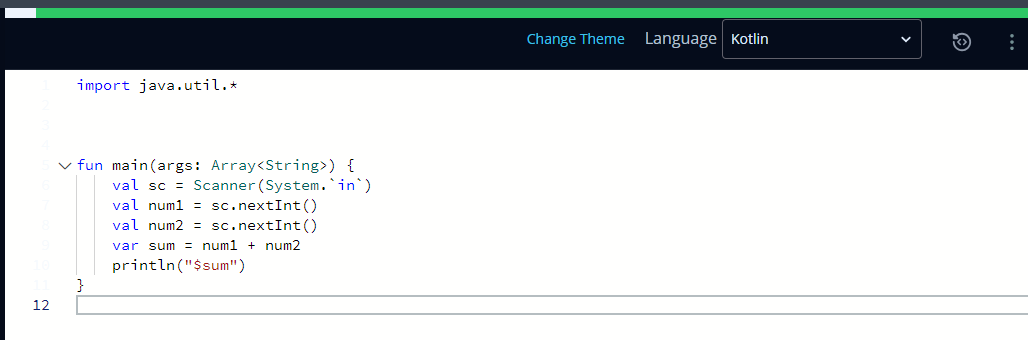 Change Theme Language Kotlin
1 import java.util.*
2
3
4
5 fun main(args: Array<String>) {
6 val sc = Scanner(System.`in`)
7 val num1 = sc.nextInt()
8 val num2 = sc.nextInt()
9 var sum = num1 + num2
10 println("$sum")
11 }
12